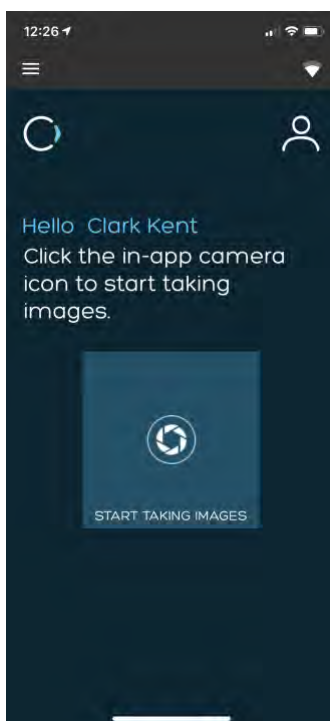 12:26
Hello Clark Kent
Click the in-app camera
icon to start taking
images.
START TAKING IMAGES